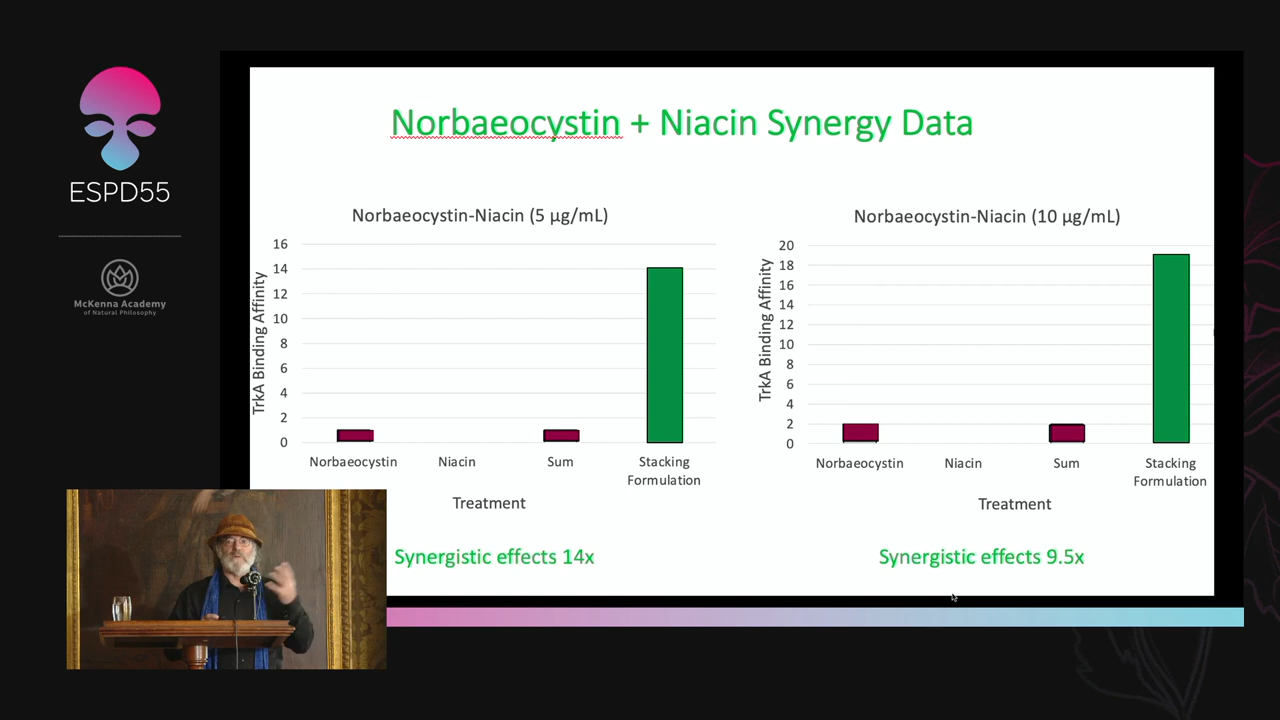 ESPD55
McKenna Academy
of Natural Philosophy
Norbaeocystin + Niacin Synergy Data
Norbaeocystin-Niacin (5 µg/mL)
TrkA Binding Affinity
16
14
12
10
8
6
4
2
0
Norbaeocystin
Niacin
Sum
Stacking
Formulation
Treatment
Synergistic effects 14x
Norbaeocystin-Niacin (10 µg/mL)
TrkA Binding Affinity
20
18
16
14
12
10
8
6
4
2
0
Norbaeocystin
Niacin
Sum
Stacking
Formulation
Treatment
Synergistic effects 9.5x